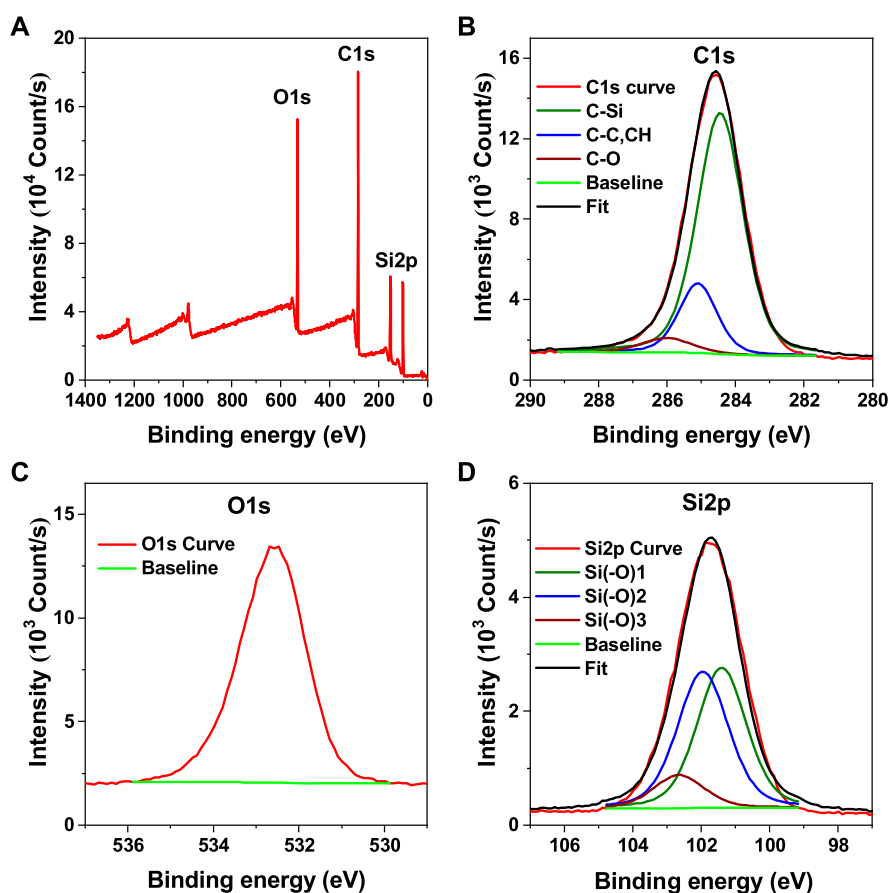 A
Intensity (10⁴ Count/s)
20
16
12
8
4
0
O1s
C1s
Si2p
1400 1200 1000 800 600 400 200 0
Binding energy (eV)
B
Intensity (10³ Count/s)
16
12
8
4
0
C1s
C1s curve
C-Si
C-C,CH
C-O
Baseline
Fit
290 288 286 284 282 280
Binding energy (eV)
C
Intensity (10³ Count/s)
15
10
5
0
O1s
O1s Curve
Baseline
536 534 532 530
Binding energy (eV)
D
Intensity (10³ Count/s)
6
4
2
0
Si2p
Si2p Curve
Si(-O)1
Si(-O)2
Si(-O)3
Baseline
Fit
106 104 102 100 98
Binding energy (eV)